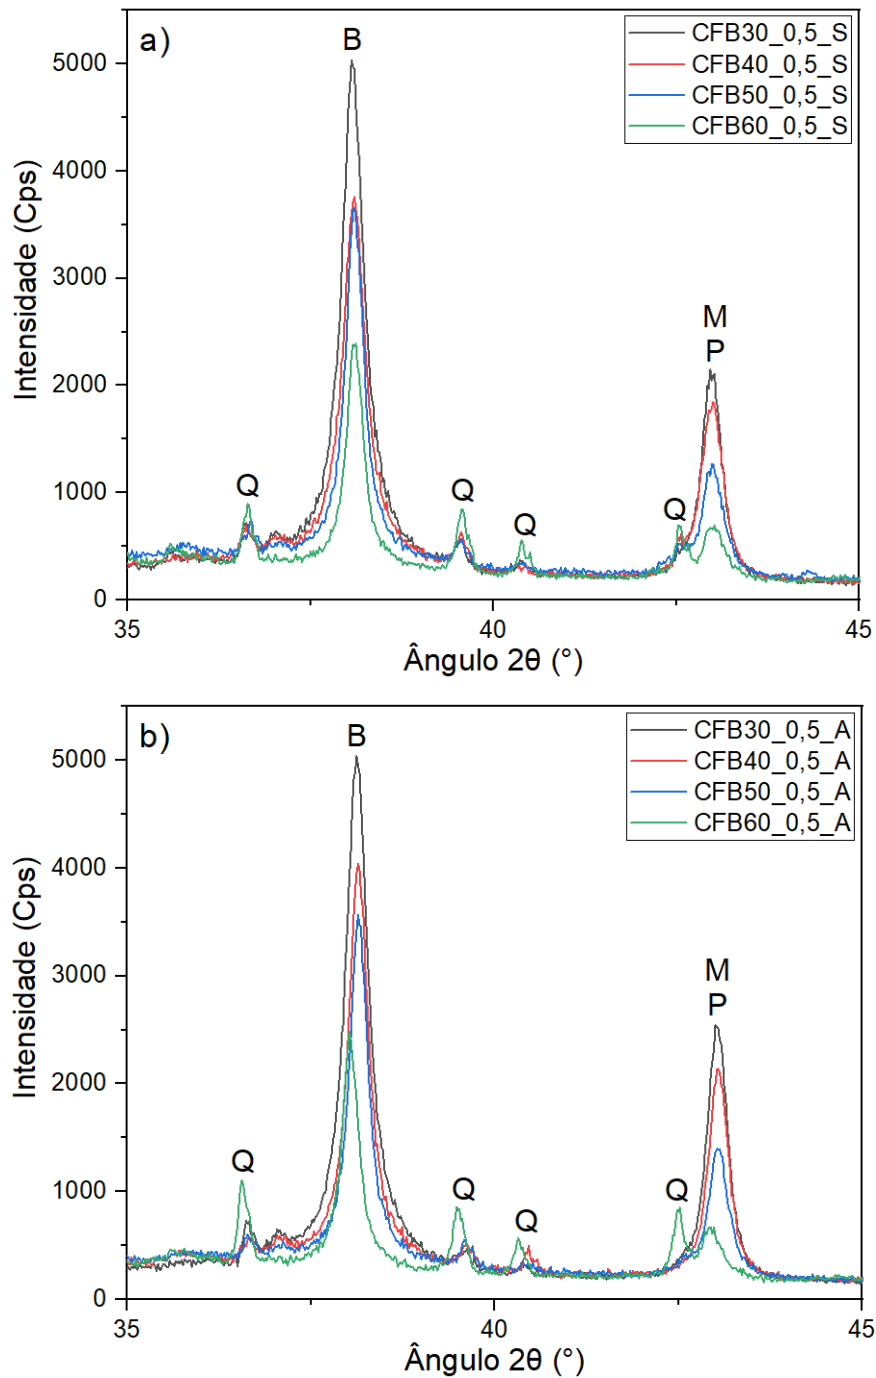 a)
B
CFB30_0,5_S
CFB40_0,5_S
CFB50_0,5_S
CFB60_0,5_S
5000
4000
3000
2000
1000
0
Intensidade (Cps)
M
P
Q
Q
Q
Q
35
40
45
Ângulo 2θ (°)
b)
B
CFB30_0,5_A
CFB40_0,5_A
CFB50_0,5_A
CFB60_0,5_A
5000
4000
3000
2000
1000
0
Intensidade (Cps)
M
P
Q
Q
Q
Q
35
40
45
Ângulo 2θ (°)